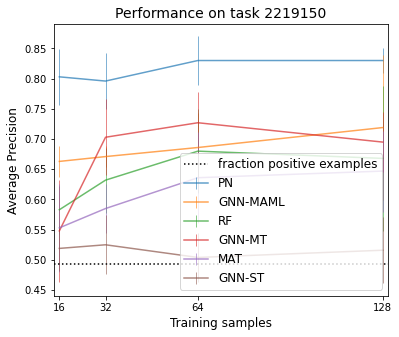 Performance on task 2219150
Average Precision
0.85
0.80
0.75
0.70
0.65
0.60
0.55
0.50
0.45
fraction positive examples
PN
GNN-MAML
RF
GNN-MT
MAT
GNN-ST
16 32 64 128
Training samples